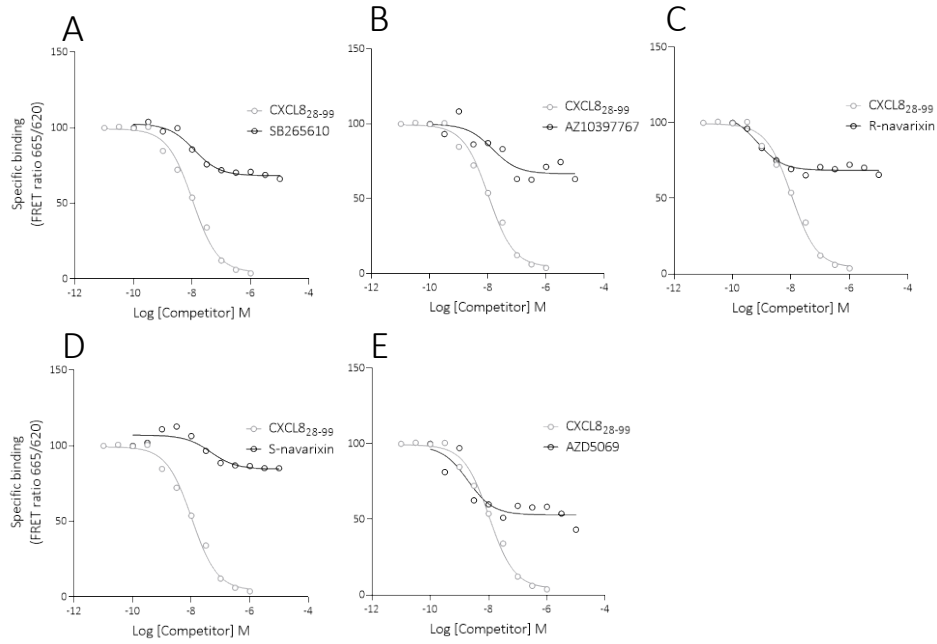 A
150
100
50
0
-12
-10
-8
-6
-4
Specific binding
(FRET ratio 665/620)
Log [Competitor] M
CXCL828-99
SB265610
B
150
100
50
0
-12
-10
-8
-6
-4
Log [Competitor] M
CXCL828-99
AZ10397767
C
150
100
50
0
-12
-10
-8
-6
-4
Log [Competitor] M
CXCL828-99
R-navarixin
D
150
100
50
0
-12
-10
-8
-6
-4
Specific binding
(FRET ratio 665/620)
Log [Competitor] M
CXCL828-99
S-navarixin
E
150
100
50
0
-12
-10
-8
-6
-4
Log [Competitor] M
CXCL828-99
AZD5069